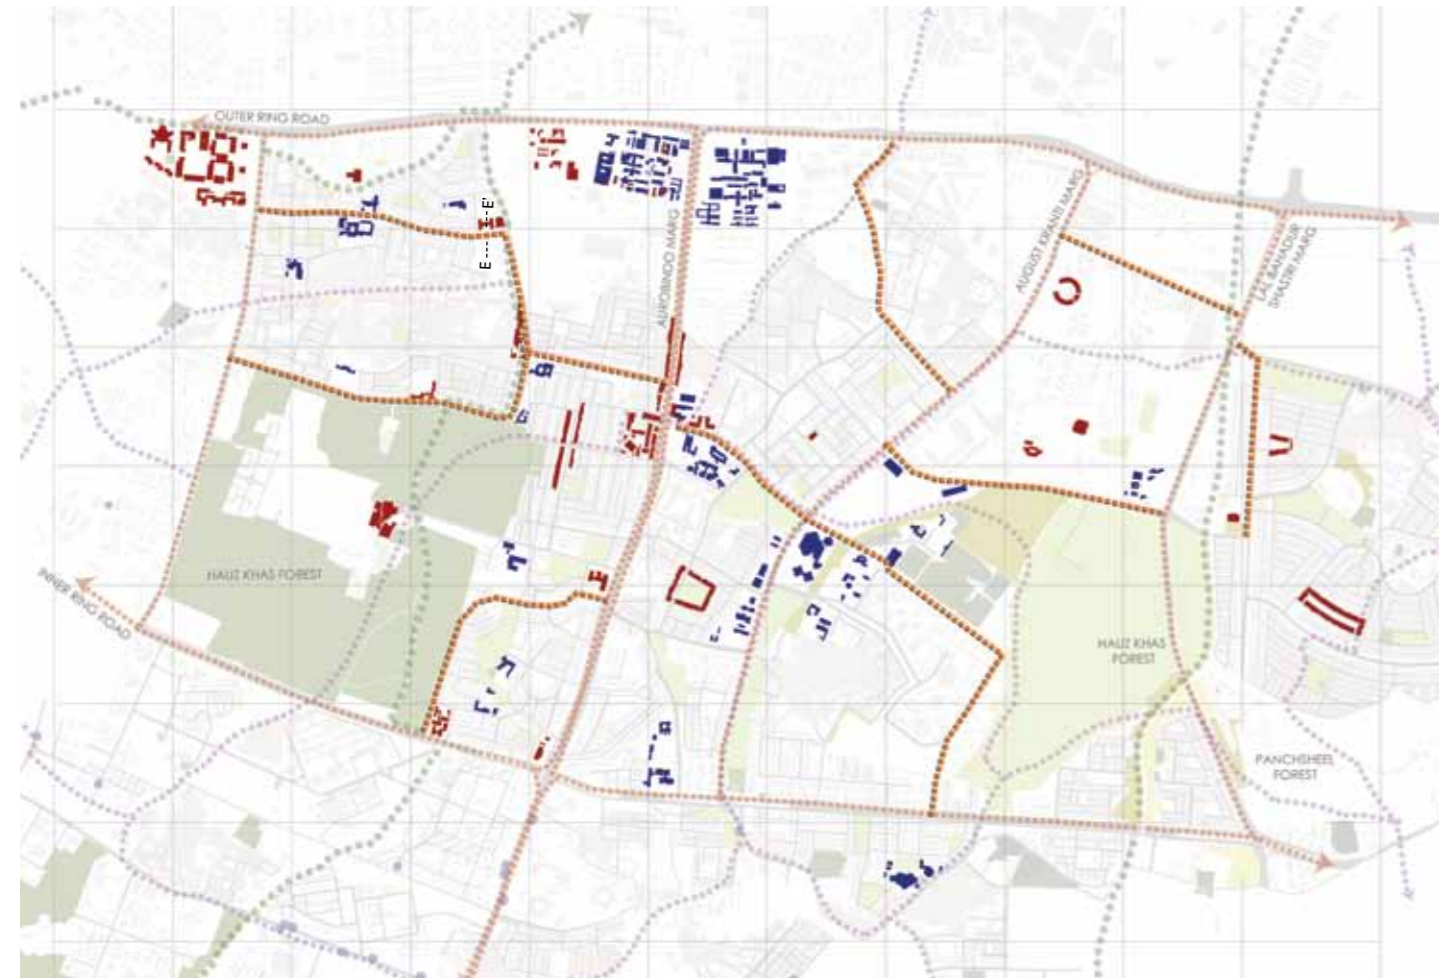 OUTER RING ROAD
E'
E
AUROBINDO MARG
AUGUST KRANTI MARG
LAL BAHADUR
SHASTRI MARG
HAUZ KHAS FOREST
INNER RING ROAD
HAUZ KHAS
FOREST
PANCHSHEEL
FOREST